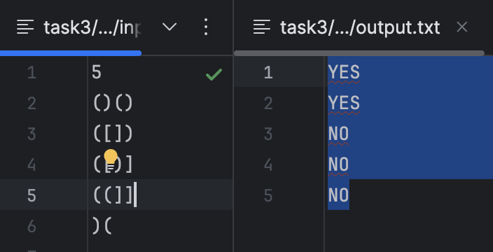 task3/.../inp
task3/.../output.txt
1 5
2 ()()
3 ([])
4
5 ((]]
6 )(
1 YES
2 YES
3 NO
4 NO
5 NO